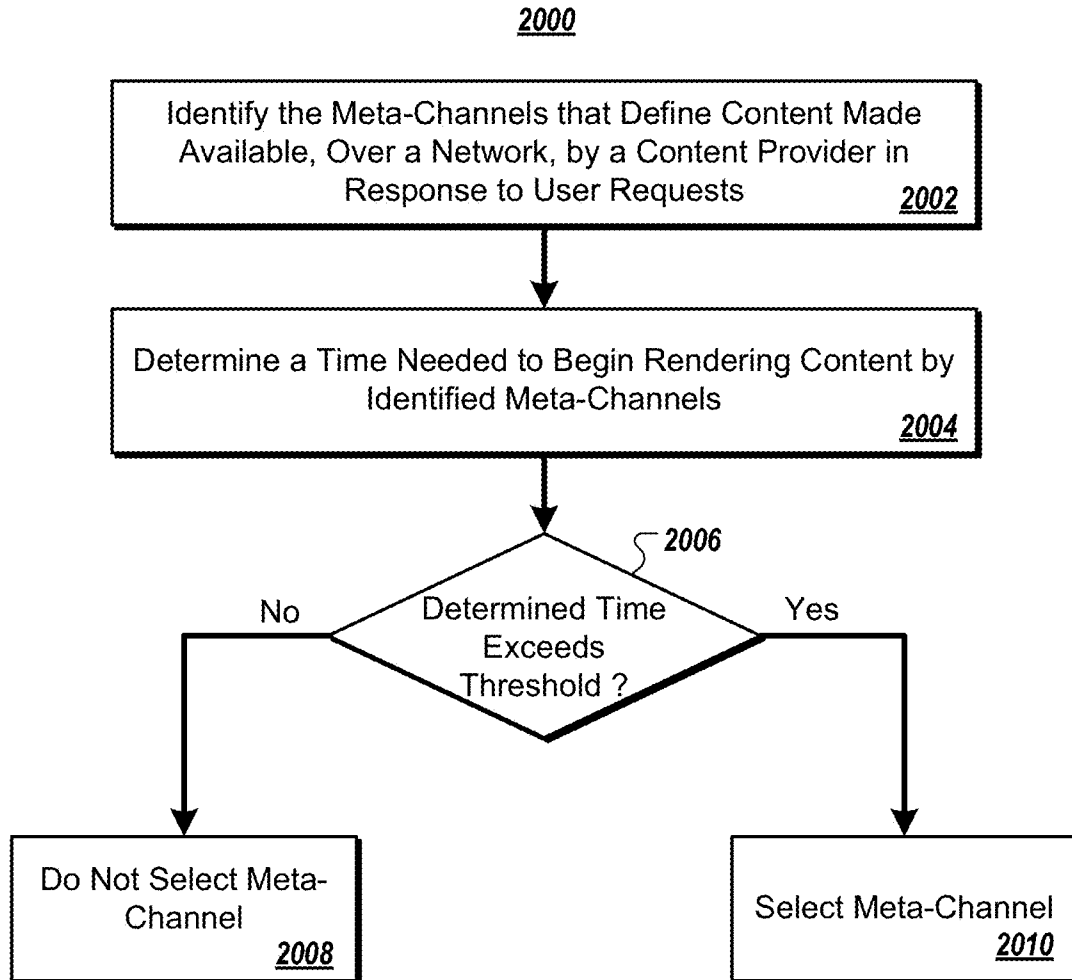 2000
Identify the Meta-Channels that Define Content Made
Available, Over a Network, by a Content Provider in
Response to User Requests
2002
Determine a Time Needed to Begin Rendering Content by
Identified Meta-Channels
2004
2006
No
Determined Time
Exceeds
Threshold ?
Yes
Do Not Select Meta-
Channel
2008
Select Meta-Channel
2010